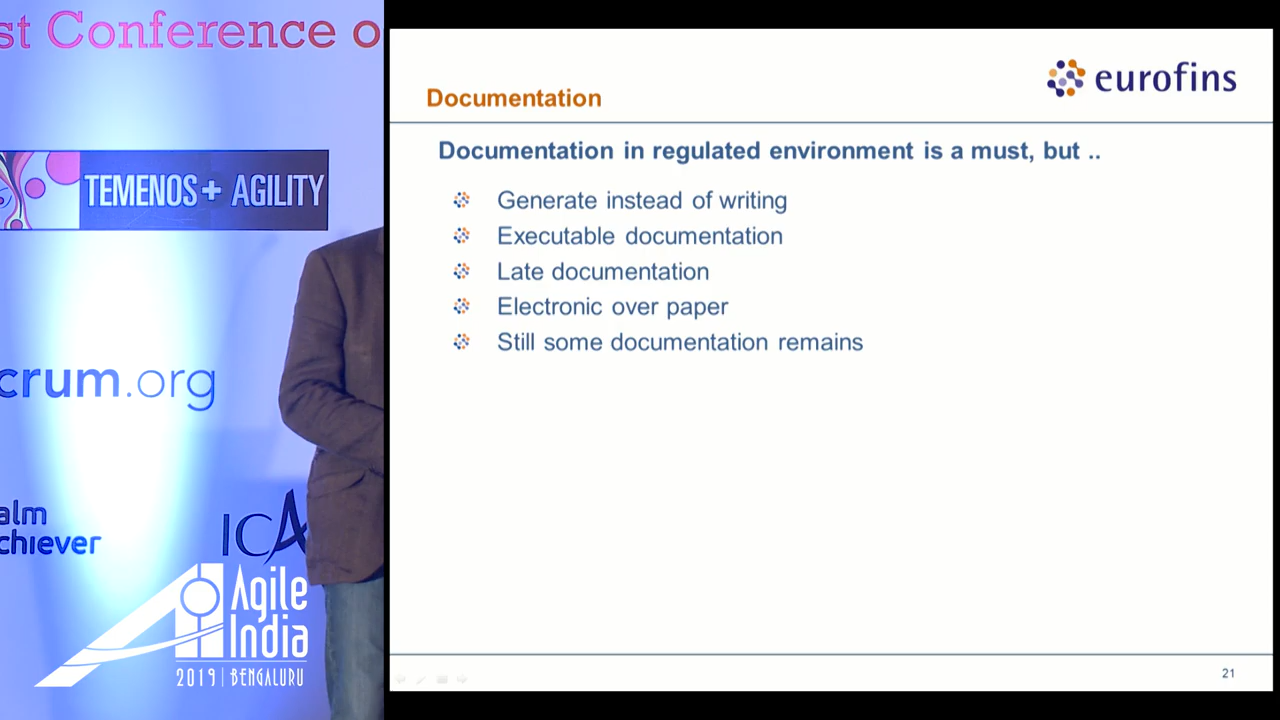 st Conference o
TEMENOS+ AGILITY
crum.org
alm
chiever
ICA
Agile
India
2019 | BENGALURU
eurofins
Documentation
Documentation in regulated environment is a must, but ..
Generate instead of writing
Executable documentation
Late documentation
Electronic over paper
Still some documentation remains
21